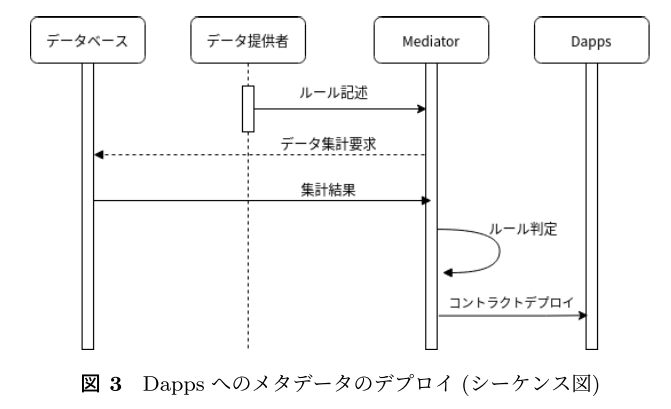 データベース
データ提供者
Mediator
Dapps
ルール記述
データ集計要求
集計結果
ルール判定
コントラクトデプロイ
図 3 Dapps へのメタデータのデプロイ (シーケンス図)